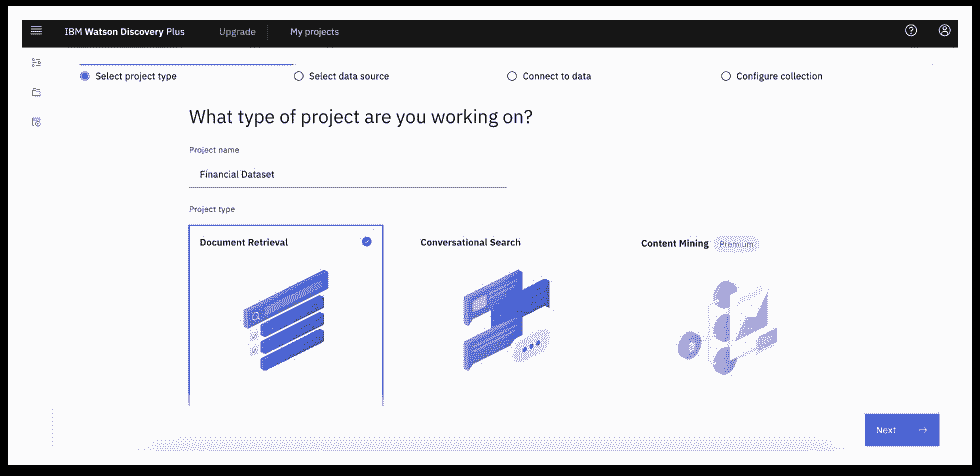 IBM Watson Discovery Plus Upgrade My projects
Select project type Select data source Connect to data Configure collection
What type of project are you working on?
Project name
Financial Dataset
Project type
Document Retrieval Conversational Search Content Mining Premium
Next